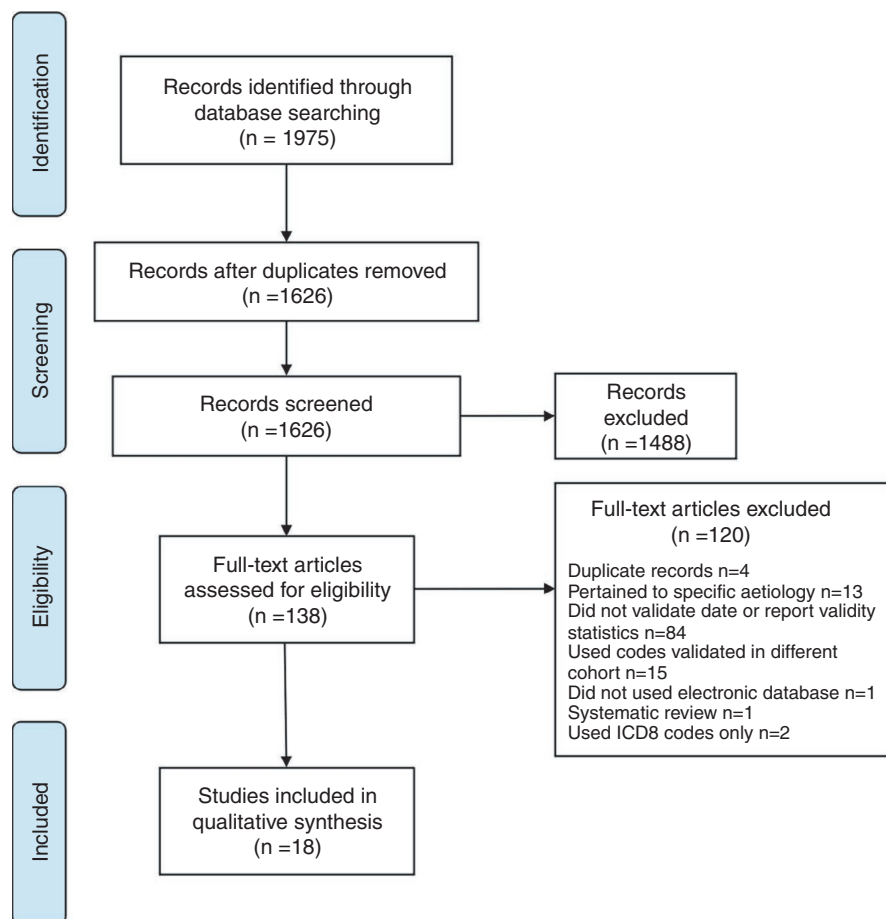 Identification
Records identified through
database searching
(n = 1975)
Screening
Records after duplicates removed
(n =1626)
Records screened
(n =1626)
Records
excluded
(n =1488)
Eligibility
Full-text articles
assessed for eligibility
(n =138)
Full-text articles excluded
(n =120)
Duplicate records n=4
Pertained to specific aetiology n=13
Did not validate date or report validity
statistics n=84
Used codes validated in different
cohort n=15
Did not used electronic database n=1
Systematic review n=1
Used ICD8 codes only n=2
Included
Studies included in
qualitative synthesis
(n =18)